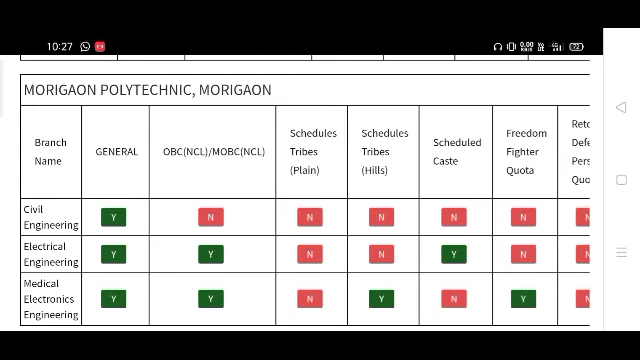 10:27
72
MORIGAON POLYTECHNIC, MORIGAON
Branch Name
GENERAL
OBC(NCL)/MOBC(NCL)
Schedules Tribes (Plain)
Schedules Tribes (Hills)
Scheduled Caste
Freedom Fighter Quota
Civil Engineering
Y N N N N N N
Electrical Engineering
Y Y N N Y N N
Medical Electronics Engineering
Y Y N Y N Y N